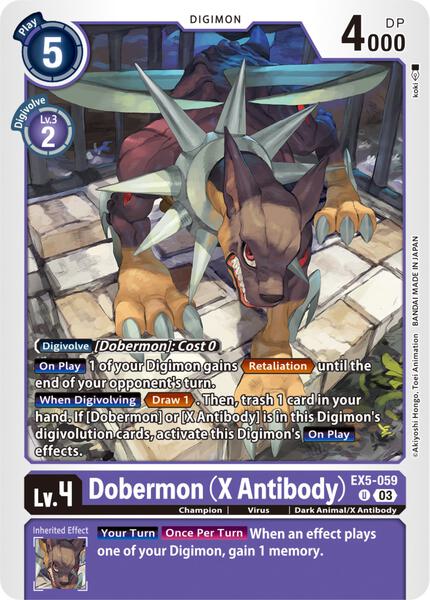 DIGIMON
Play
5
DP
4000
Digivolve
Lv.3
2
koki
©Akiyoshi Hongo, Toei Animation BANDAI MADE IN JAPAN
Digivolve [Dobermon]: Cost 0
On Play 1 of your Digimon gains Retaliation until the
end of your opponent's turn.
When Digivolving Draw 1. Then, trash 1 card in your
hand. If [Dobermon] or [X Antibody] is in this Digimon's
digivolution cards, activate this Digimon's On Play
effects.
Lv.4
Dobermon (X Antibody)
EX5-059
U 03
Champion Virus Dark Animal/X Antibody
Inherited Effect
Your Turn Once Per Turn When an effect plays
one of your Digimon, gain 1 memory.